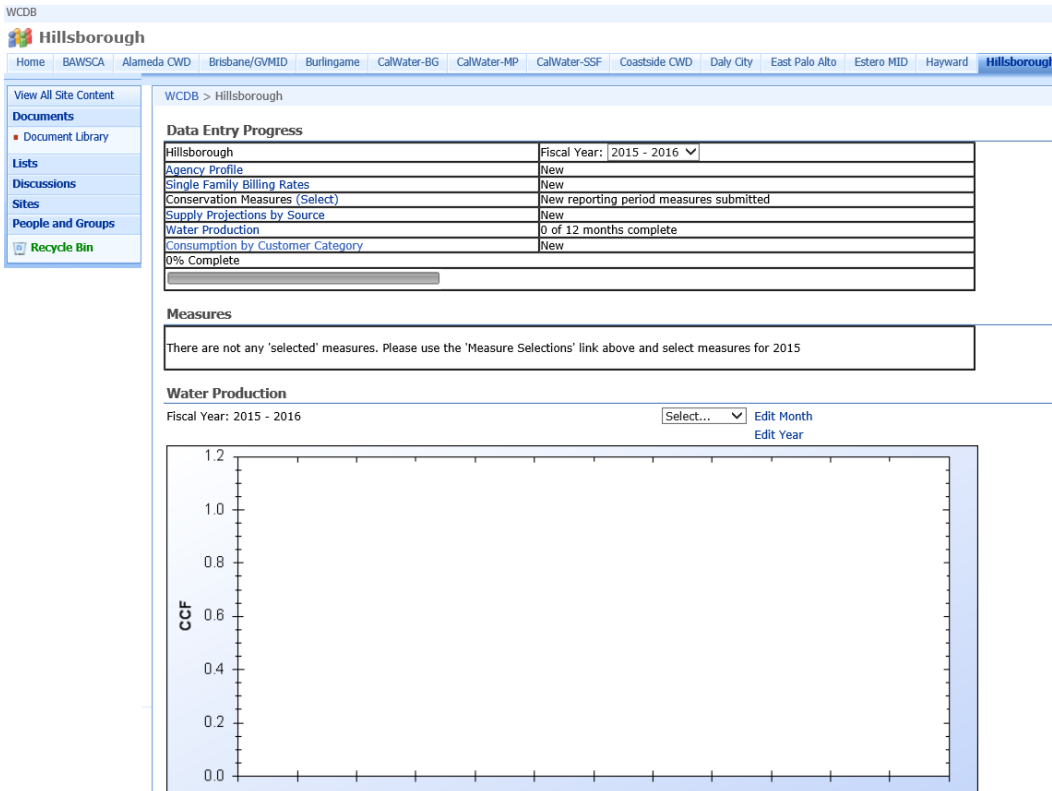 WCDB
Hillsborough
Home BAWSCA Alameda CWD Brisbane/GVMID Burlingame CalWater-BG CalWater-MP CalWater-SSF Coastside CWD Daly City East Palo Alto Estero MID Hayward Hillsborough
View All Site Content
Documents
Document Library
Lists
Discussions
Sites
People and Groups
Recycle Bin
WCDB > Hillsborough
Data Entry Progress
Hillsborough Fiscal Year: 2015 - 2016
Agency Profile New
Single Family Billing Rates New
Conservation Measures (Select) New reporting period measures submitted
Supply Projections by Source New
Water Production 0 of 12 months complete
Consumption by Customer Category New
0% Complete
Measures
There are not any 'selected' measures. Please use the 'Measure Selections' link above and select measures for 2015
Water Production
Fiscal Year: 2015 - 2016 Select... Edit Month
Edit Year
1.2
1.0
0.8
0.6
0.4
0.2
0.0
CCF